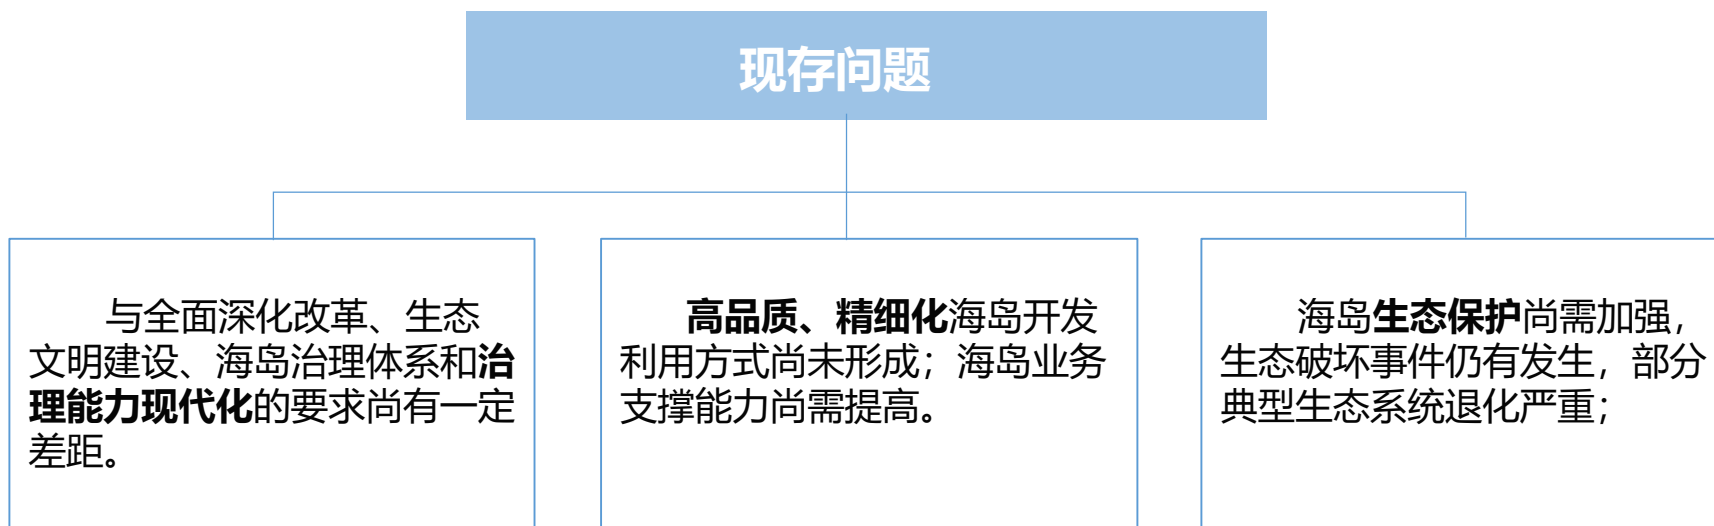 现存问题
与全面深化改革、生态
文明建设、海岛治理体系和治
理能力现代化的要求尚有一定
差距。
高品质、精细化海岛开发
利用方式尚未形成；海岛业务
支撑能力尚需提高。
海岛生态保护尚需加强，
生态破坏事件仍有发生，部分
典型生态系统退化严重；